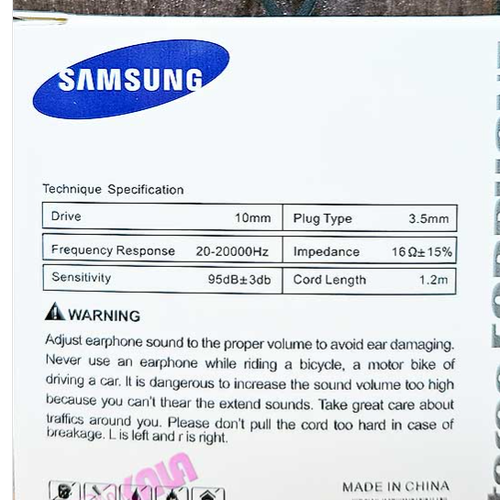 SAMSUNG
Technique Specification
Drive 10mm Plug Type 3.5mm
Frequency Response 20-20000Hz Impedance 16Ω±15%
Sensitivity 95dB±3db Cord Length 1.2m
WARNING
Adjust earphone sound to the proper volume to avoid ear damaging.
Never use an earphone while riding a bicycle, a motor bike of
driving a car. It is dangerous to increase the sound volume too high
because you can't thear the extend sounds. Take great care about
traffics around you. Please don't pull the cord too hard in case of
breakage. L is left and r is right.
MADE IN CHINA